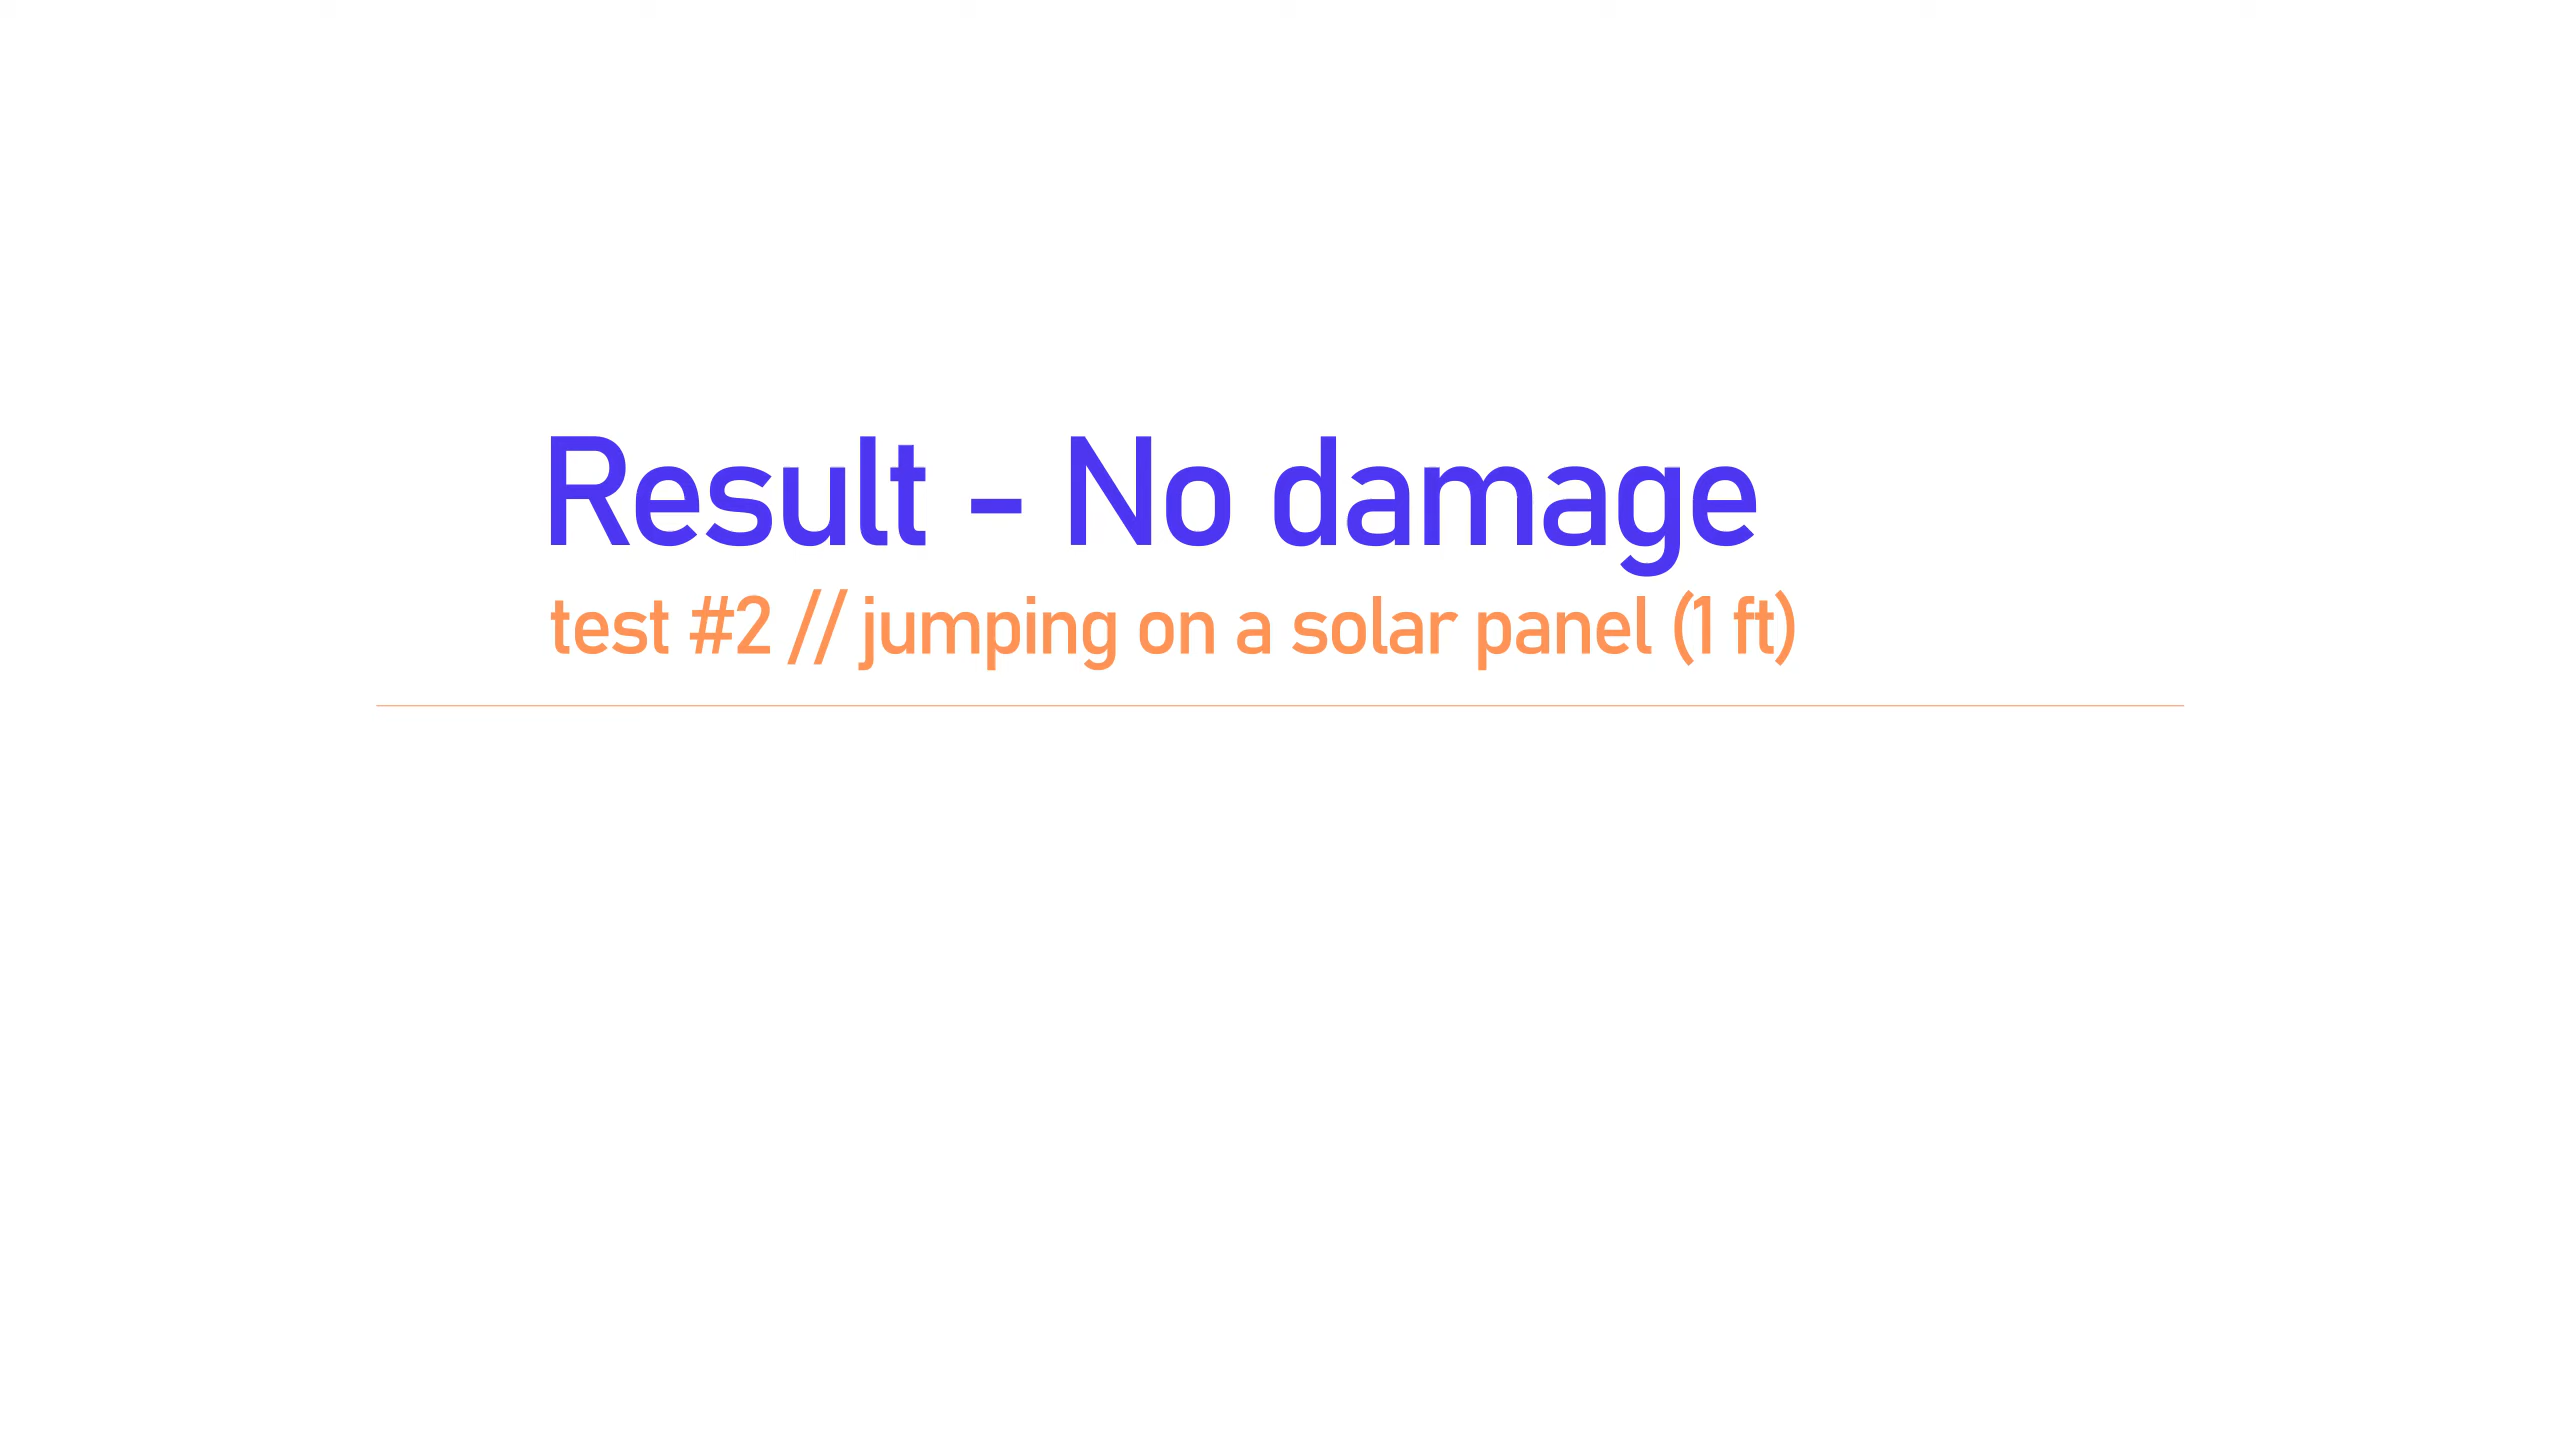 Result - No damage
test #2 // jumping on a solar panel (1 ft)